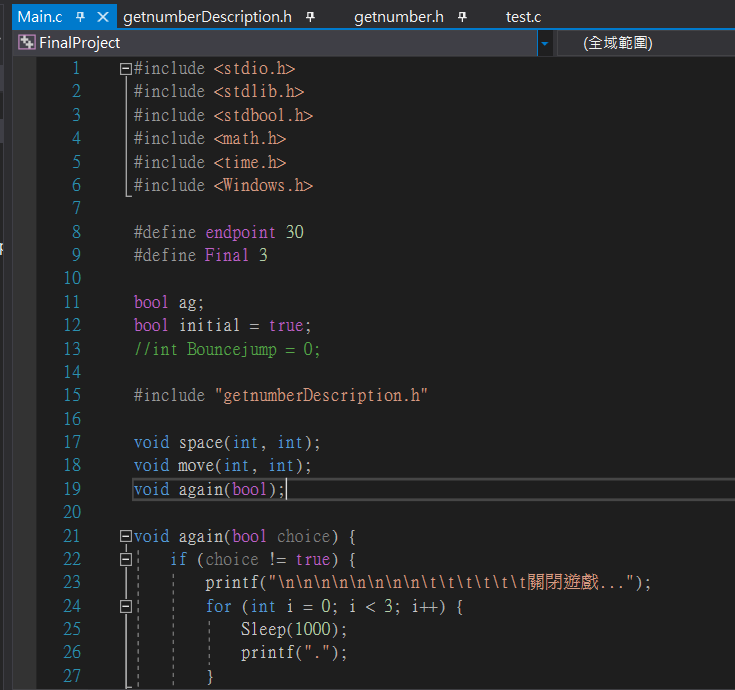 Main.c getnumberDescription.h getnumber.h test.c
FinalProject (全域範圍)
1 #include <stdio.h>
2 #include <stdlib.h>
3 #include <stdbool.h>
4 #include <math.h>
5 #include <time.h>
6 #include <Windows.h>
7
8 #define endpoint 30
9 #define Final 3
10
11 bool ag;
12 bool initial = true;
13 //int Bouncejump = 0;
14
15 #include "getnumberDescription.h"
16
17 void space(int, int);
18 void move(int, int);
19 void again(bool);
20
21 void again(bool choice) {
22 if (choice != true) {
23 printf("\n\n\n\n\n\n\n\n\t\t\t\t\t\t關閉遊戲...");
24 for (int i = 0; i < 3; i++) {
25 Sleep(1000);
26 printf(".");
27 }